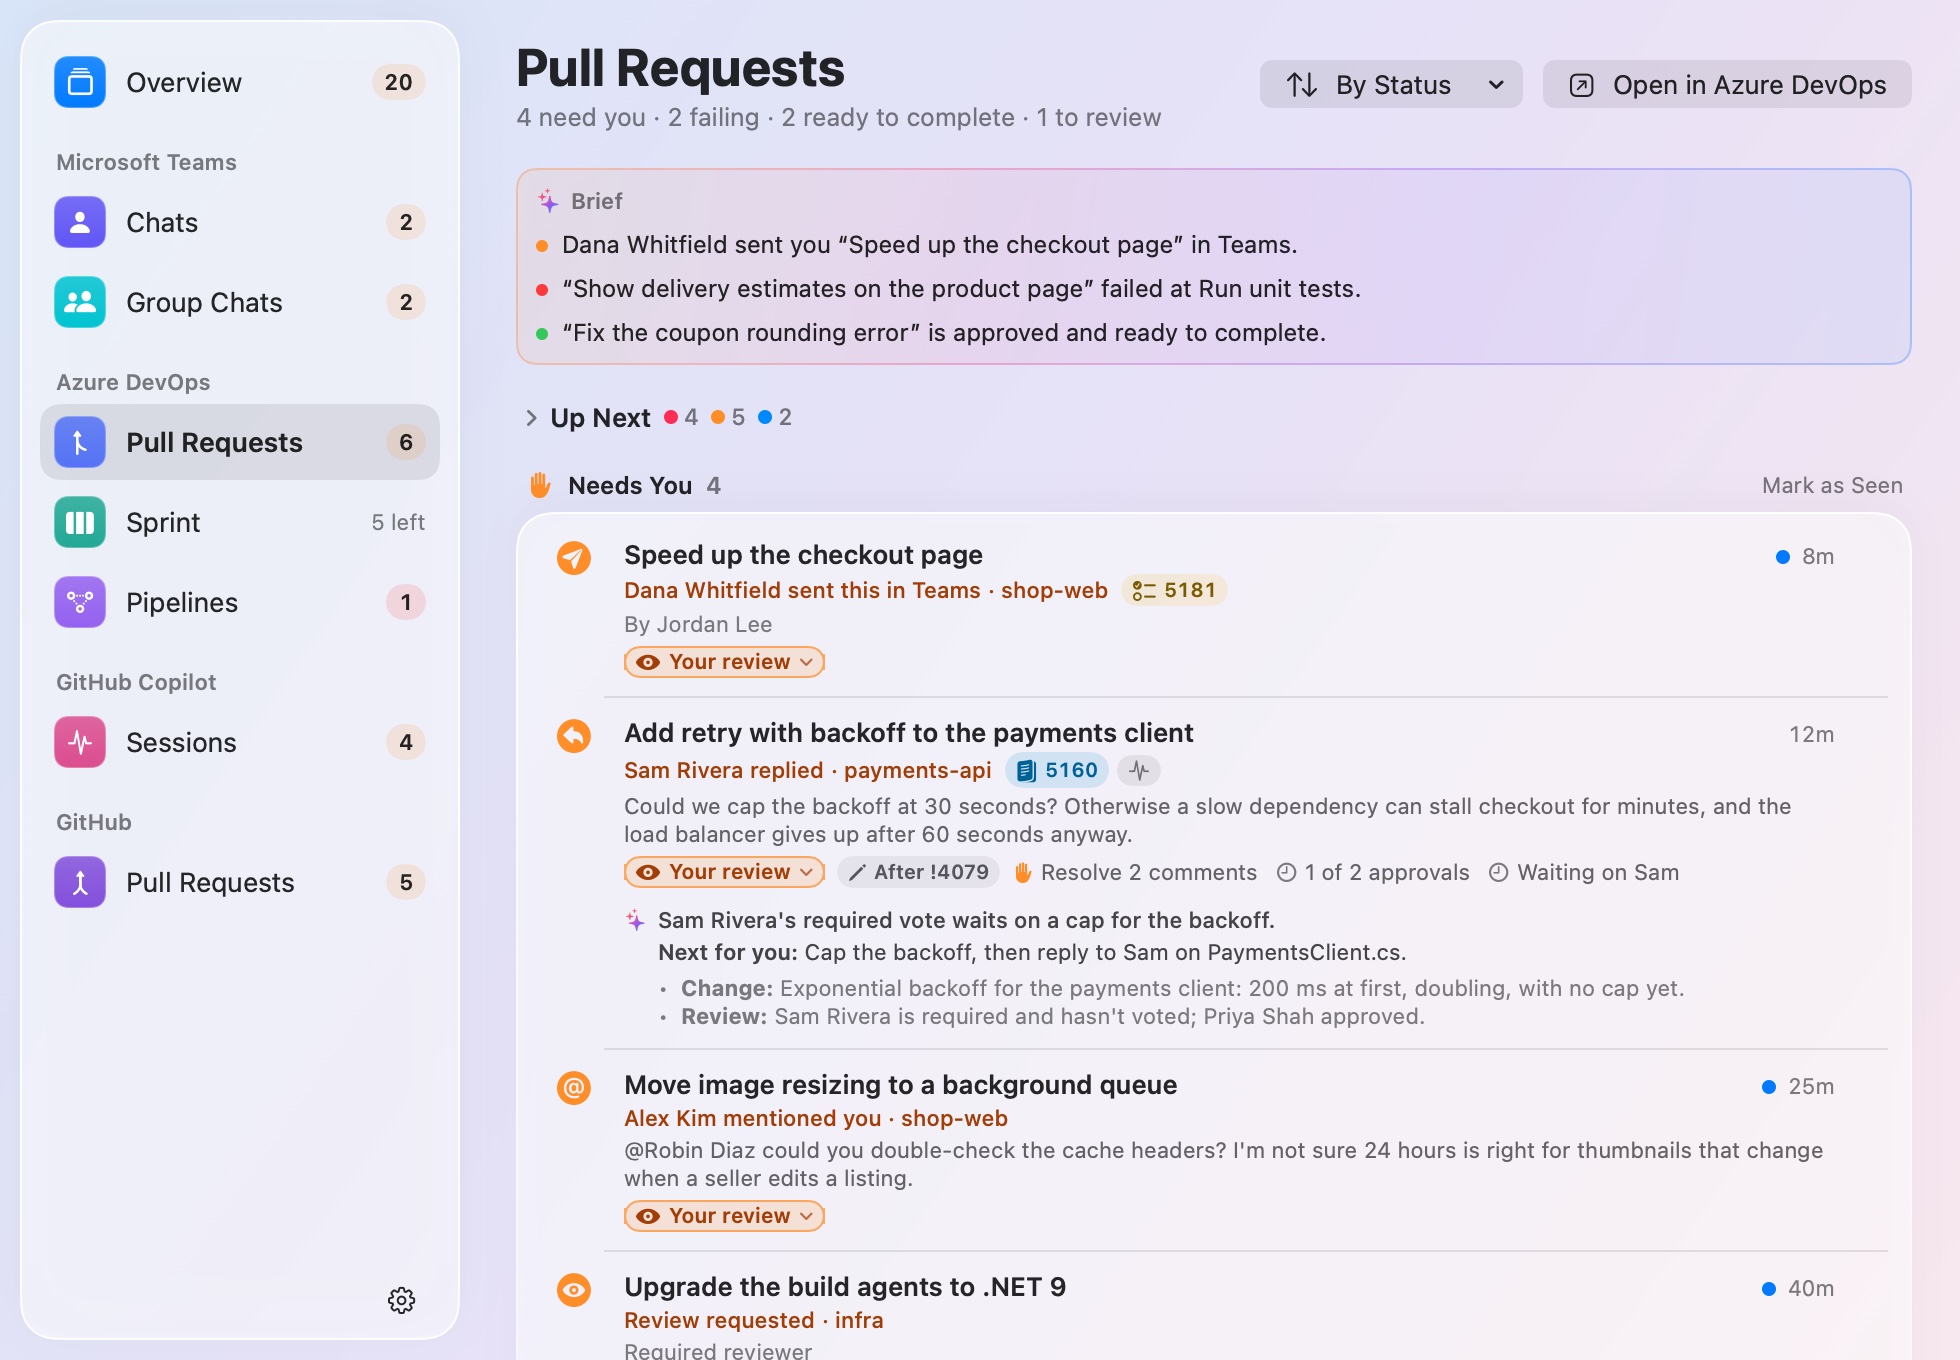 Overview 20
Microsoft Teams
Chats 2
Group Chats 2
Azure DevOps
Pull Requests 6
Sprint 5 left
Pipelines 1
GitHub Copilot
Sessions 4
GitHub
Pull Requests 5
Pull Requests
4 need you · 2 failing · 2 ready to complete · 1 to review
By Status
Open in Azure DevOps
Brief
Dana Whitfield sent you “Speed up the checkout page” in Teams.
“Show delivery estimates on the product page” failed at Run unit tests.
“Fix the coupon rounding error” is approved and ready to complete.
Up Next 4 5 2
Needs You 4 Mark as Seen
Speed up the checkout page 8m
Dana Whitfield sent this in Teams · shop-web 5181
By Jordan Lee
Your review
Add retry with backoff to the payments client 12m
Sam Rivera replied · payments-api 5160
Could we cap the backoff at 30 seconds? Otherwise a slow dependency can stall checkout for minutes, and the
load balancer gives up after 60 seconds anyway.
Your review After !4079 Resolve 2 comments 1 of 2 approvals Waiting on Sam
Sam Rivera's required vote waits on a cap for the backoff.
Next for you: Cap the backoff, then reply to Sam on PaymentsClient.cs.
• Change: Exponential backoff for the payments client: 200 ms at first, doubling, with no cap yet.
• Review: Sam Rivera is required and hasn't voted; Priya Shah approved.
@ Move image resizing to a background queue 25m
Alex Kim mentioned you · shop-web
@Robin Diaz could you double-check the cache headers? I'm not sure 24 hours is right for thumbnails that change
when a seller edits a listing.
Your review
Upgrade the build agents to .NET 9 40m
Review requested · infra
Required reviewer